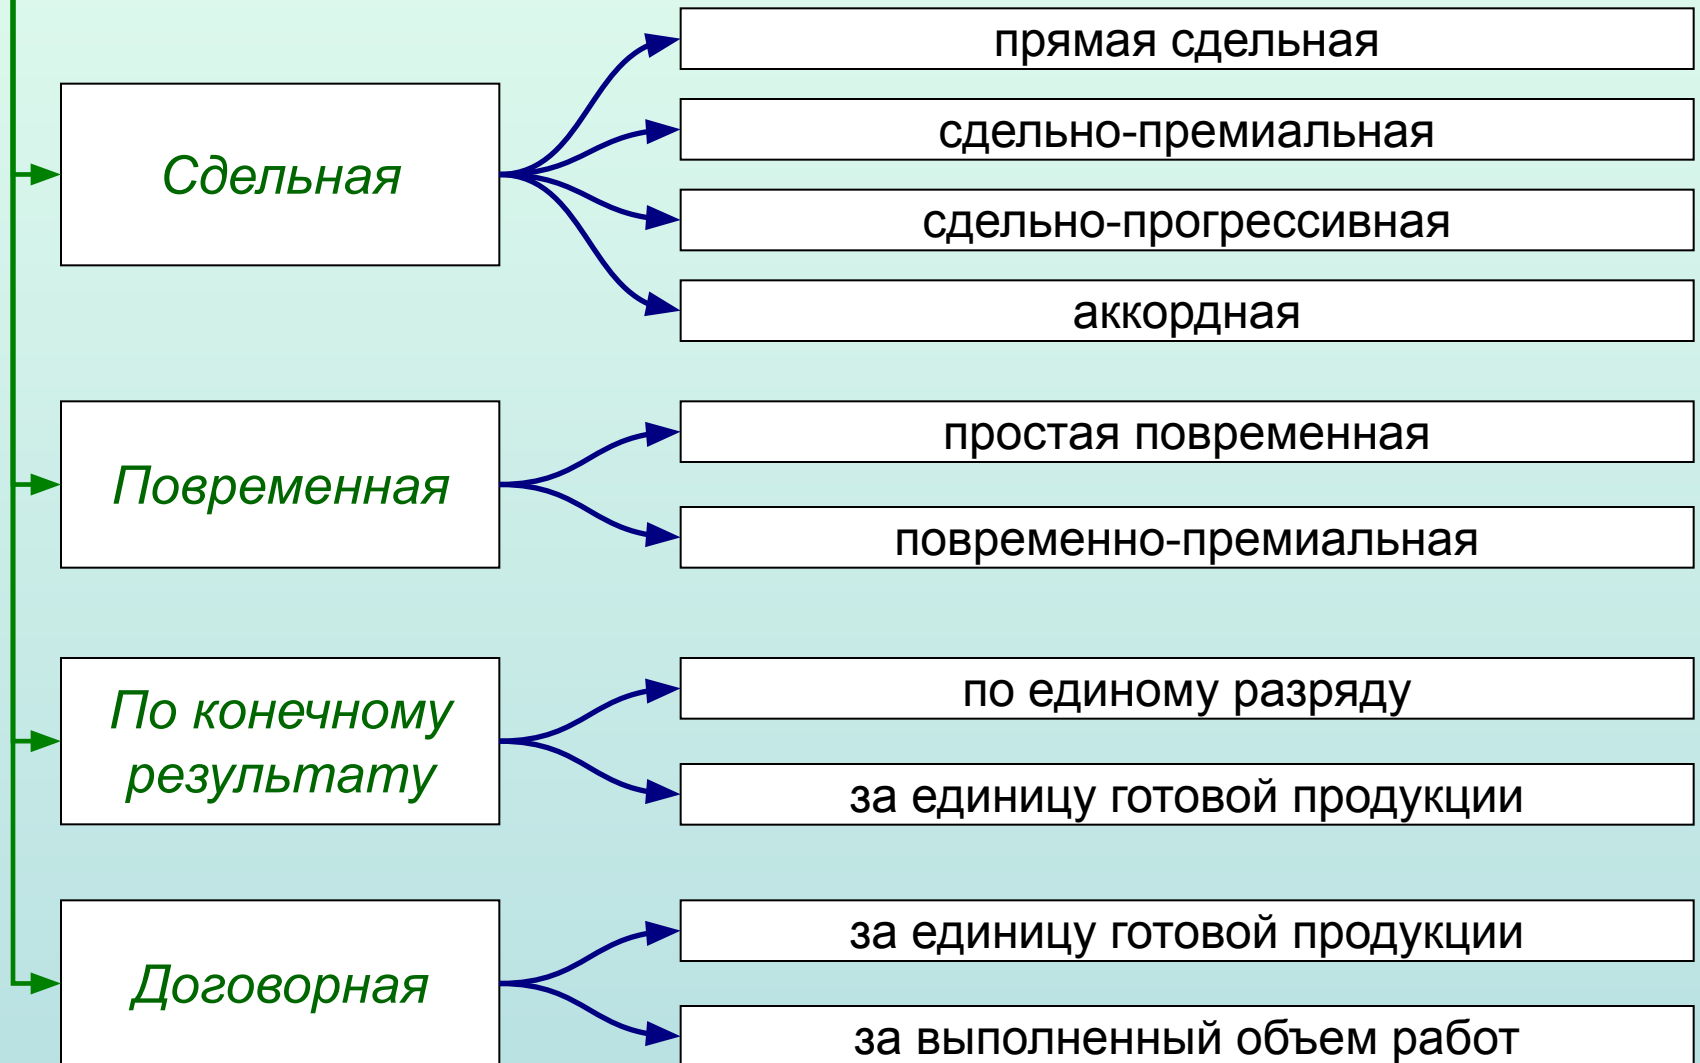 Сдельная
прямая сдельная
сдельно-премиальная
сдельно-прогрессивная
аккордная
Повременная
простая повременная
повременно-премиальная
По конечному
результату
по единому разряду
за единицу готовой продукции
Договорная
за единицу готовой продукции
за выполненный объем работ